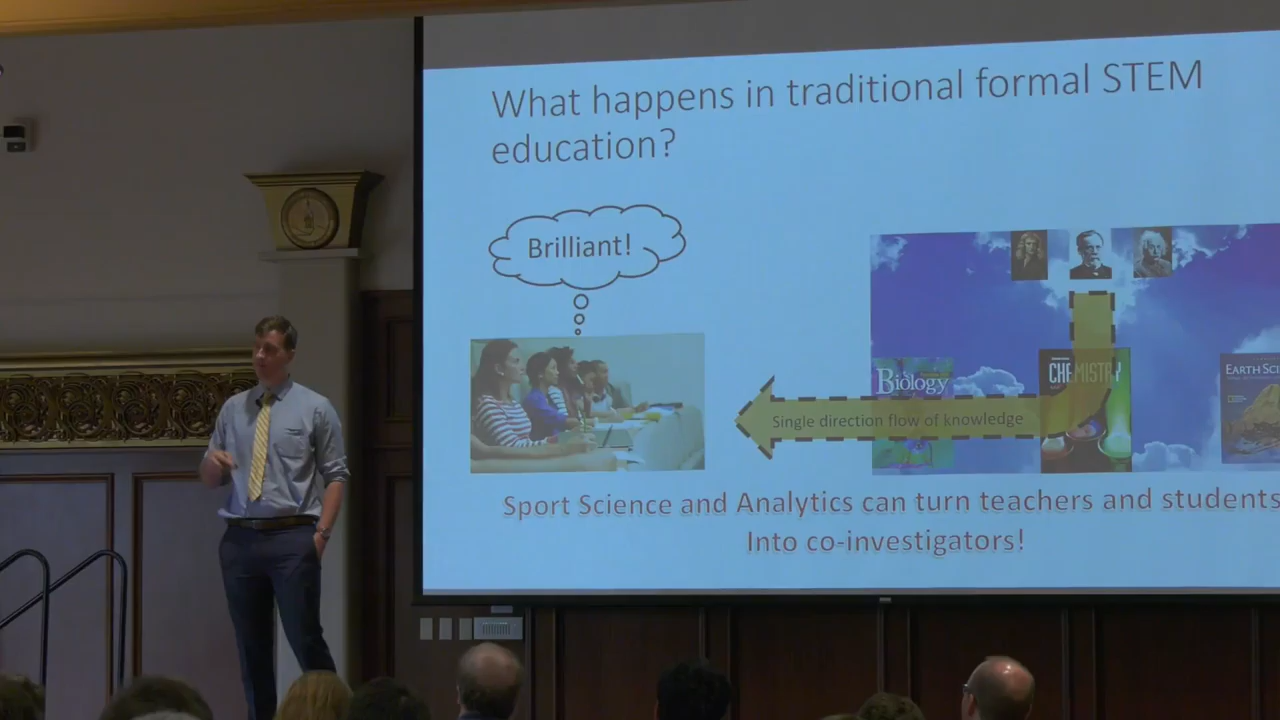 What happens in traditional formal STEM
education?
Brilliant!
Biology
CHEMISTRY
EARTH SCI
Single direction flow of knowledge
Sport Science and Analytics can turn teachers and students
Into co-investigators!